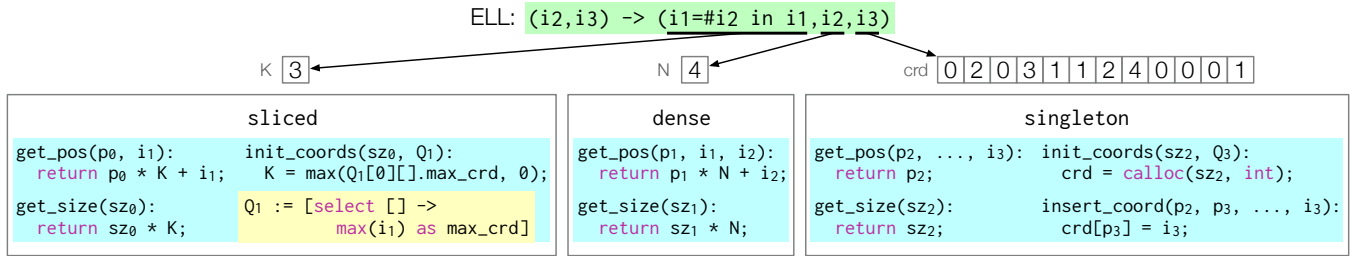 ELL: (i2,i3) -> (i1=#i2 in i1,i2,i3)
K 3
N 4
crd 0 2 0 3 1 1 2 4 0 0 0 1
sliced
get_pos(p₀, i₁):
return p₀ * K + i₁;
get_size(sz₀):
return sz₀ * K;
init_coords(sz₀, Q₁):
K = max(Q₁[0][].max_crd, 0);
Q₁ := [select [] ->
max(i₁) as max_crd]
dense
get_pos(p₁, i₁, i₂):
return p₁ * N + i₂;
get_size(sz₁):
return sz₁ * N;
singleton
get_pos(p₂, ..., i₃):
return p₂;
get_size(sz₂):
return sz₂;
init_coords(sz₂, Q₃):
crd = calloc(sz₂, int);
insert_coord(p₂, p₃, ..., i₃):
crd[p₃] = i₃;